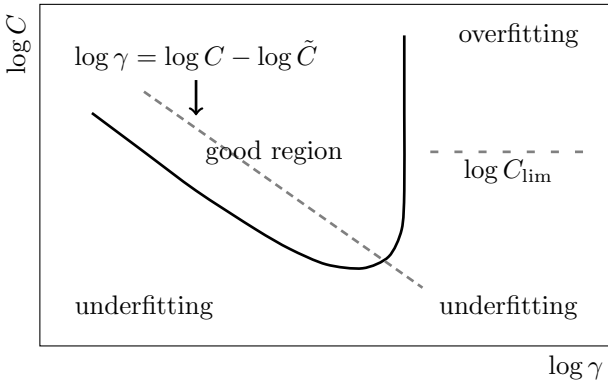 log C
overfitting
log γ = log C − log C̃
good region
log C_lim
underfitting
underfitting
log γ